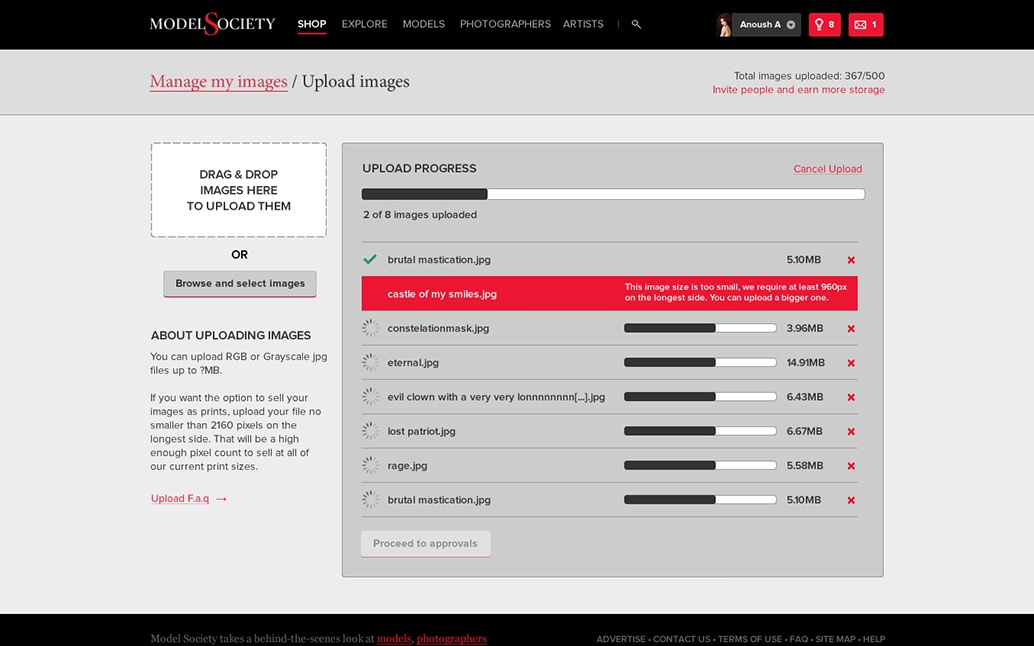 MODEL SOCIETY
SHOP EXPLORE MODELS PHOTOGRAPHERS ARTISTS
Anoush A 8 1
Manage my images / Upload images
Total images uploaded: 367/500
Invite people and earn more storage
DRAG & DROP
IMAGES HERE
TO UPLOAD THEM
OR
Browse and select images
ABOUT UPLOADING IMAGES
You can upload RGB or Grayscale jpg
files up to ?MB.
If you want the option to sell your
images as prints, upload your file no
smaller than 2160 pixels on the
longest side. That will be a high
enough pixel count to sell at all of
our current print sizes.
Upload F.a.q →
UPLOAD PROGRESS Cancel Upload
2 of 8 images uploaded
brutal mastication.jpg 5.10MB
castle of my smiles.jpg
This image size is too small, we require at least 960px
on the longest side. You can upload a bigger one.
constelationmask.jpg 3.96MB
eternal.jpg 14.91MB
evil clown with a very very lonnnnnnnn[...].jpg 6.43MB
lost patriot.jpg 6.67MB
rage.jpg 5.58MB
brutal mastication.jpg 5.10MB
Proceed to approvals
Model Society takes a behind-the-scenes look at models, photographers
ADVERTISE • CONTACT US • TERMS OF USE • FAQ • SITE MAP • HELP